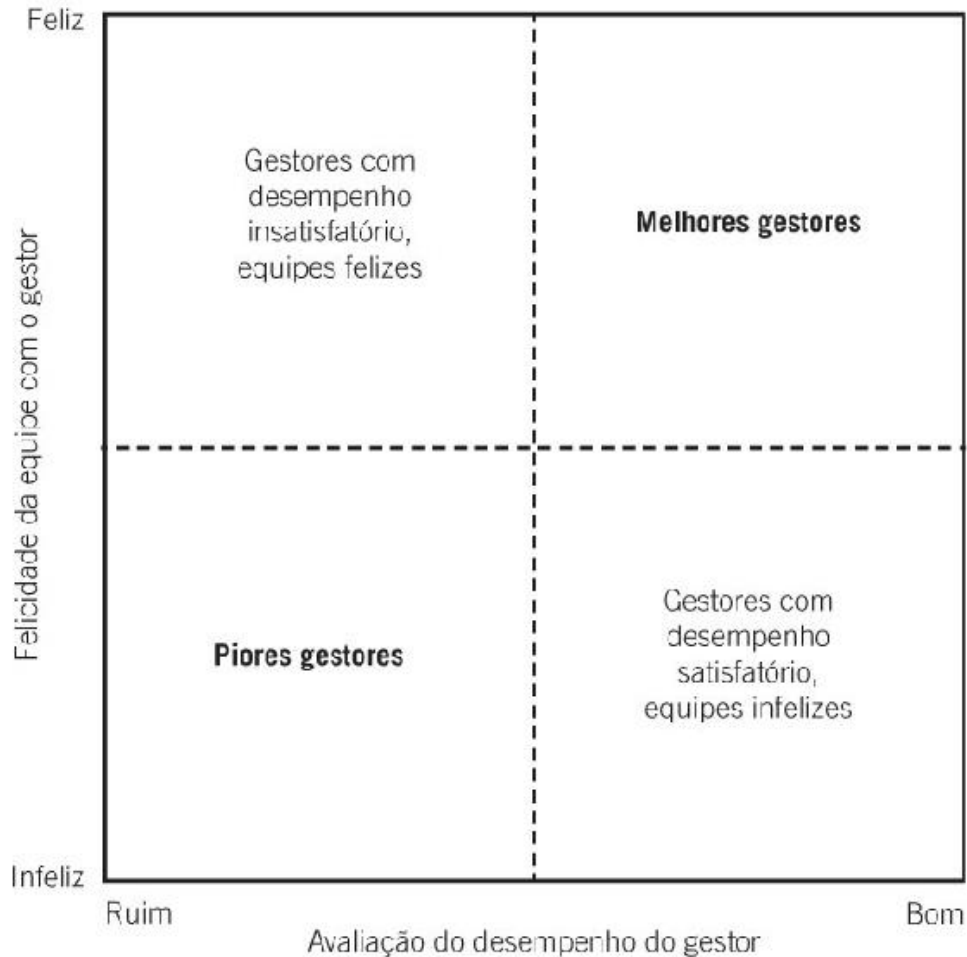 Feliz
Gestores com
desempenho
insatisfatório,
equipes felizes
Melhores gestores
Felicidade da equipe com o gestor
Piores gestores
Gestores com
desempenho
satisfatório,
equipes infelizes
Infeliz
Ruim
Bom
Avaliação do desempenho do gestor